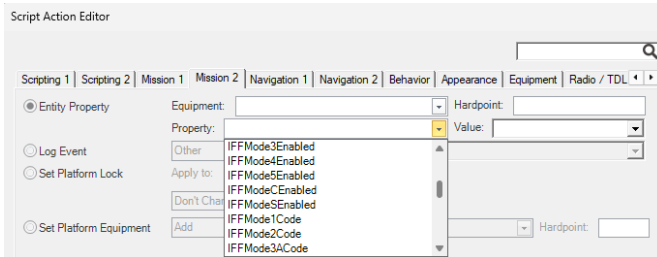 Script Action Editor
Scripting 1 Scripting 2 Mission 1 Mission 2 Navigation 1 Navigation 2 Behavior Appearance Equipment Radio / TDL
Entity Property Equipment: Hardpoint:
Property: Value:
IFFMode3Enabled
Log Event Other
IFFMode4Enabled
Set Platform Lock Apply to:
IFFMode5Enabled
IFFModeCEnabled
IFFModeSEnabled
Don't Char
IFFMode1Code
IFFMode2Code
Set Platform Equipment Add Hardpoint:
IFFMode3ACode